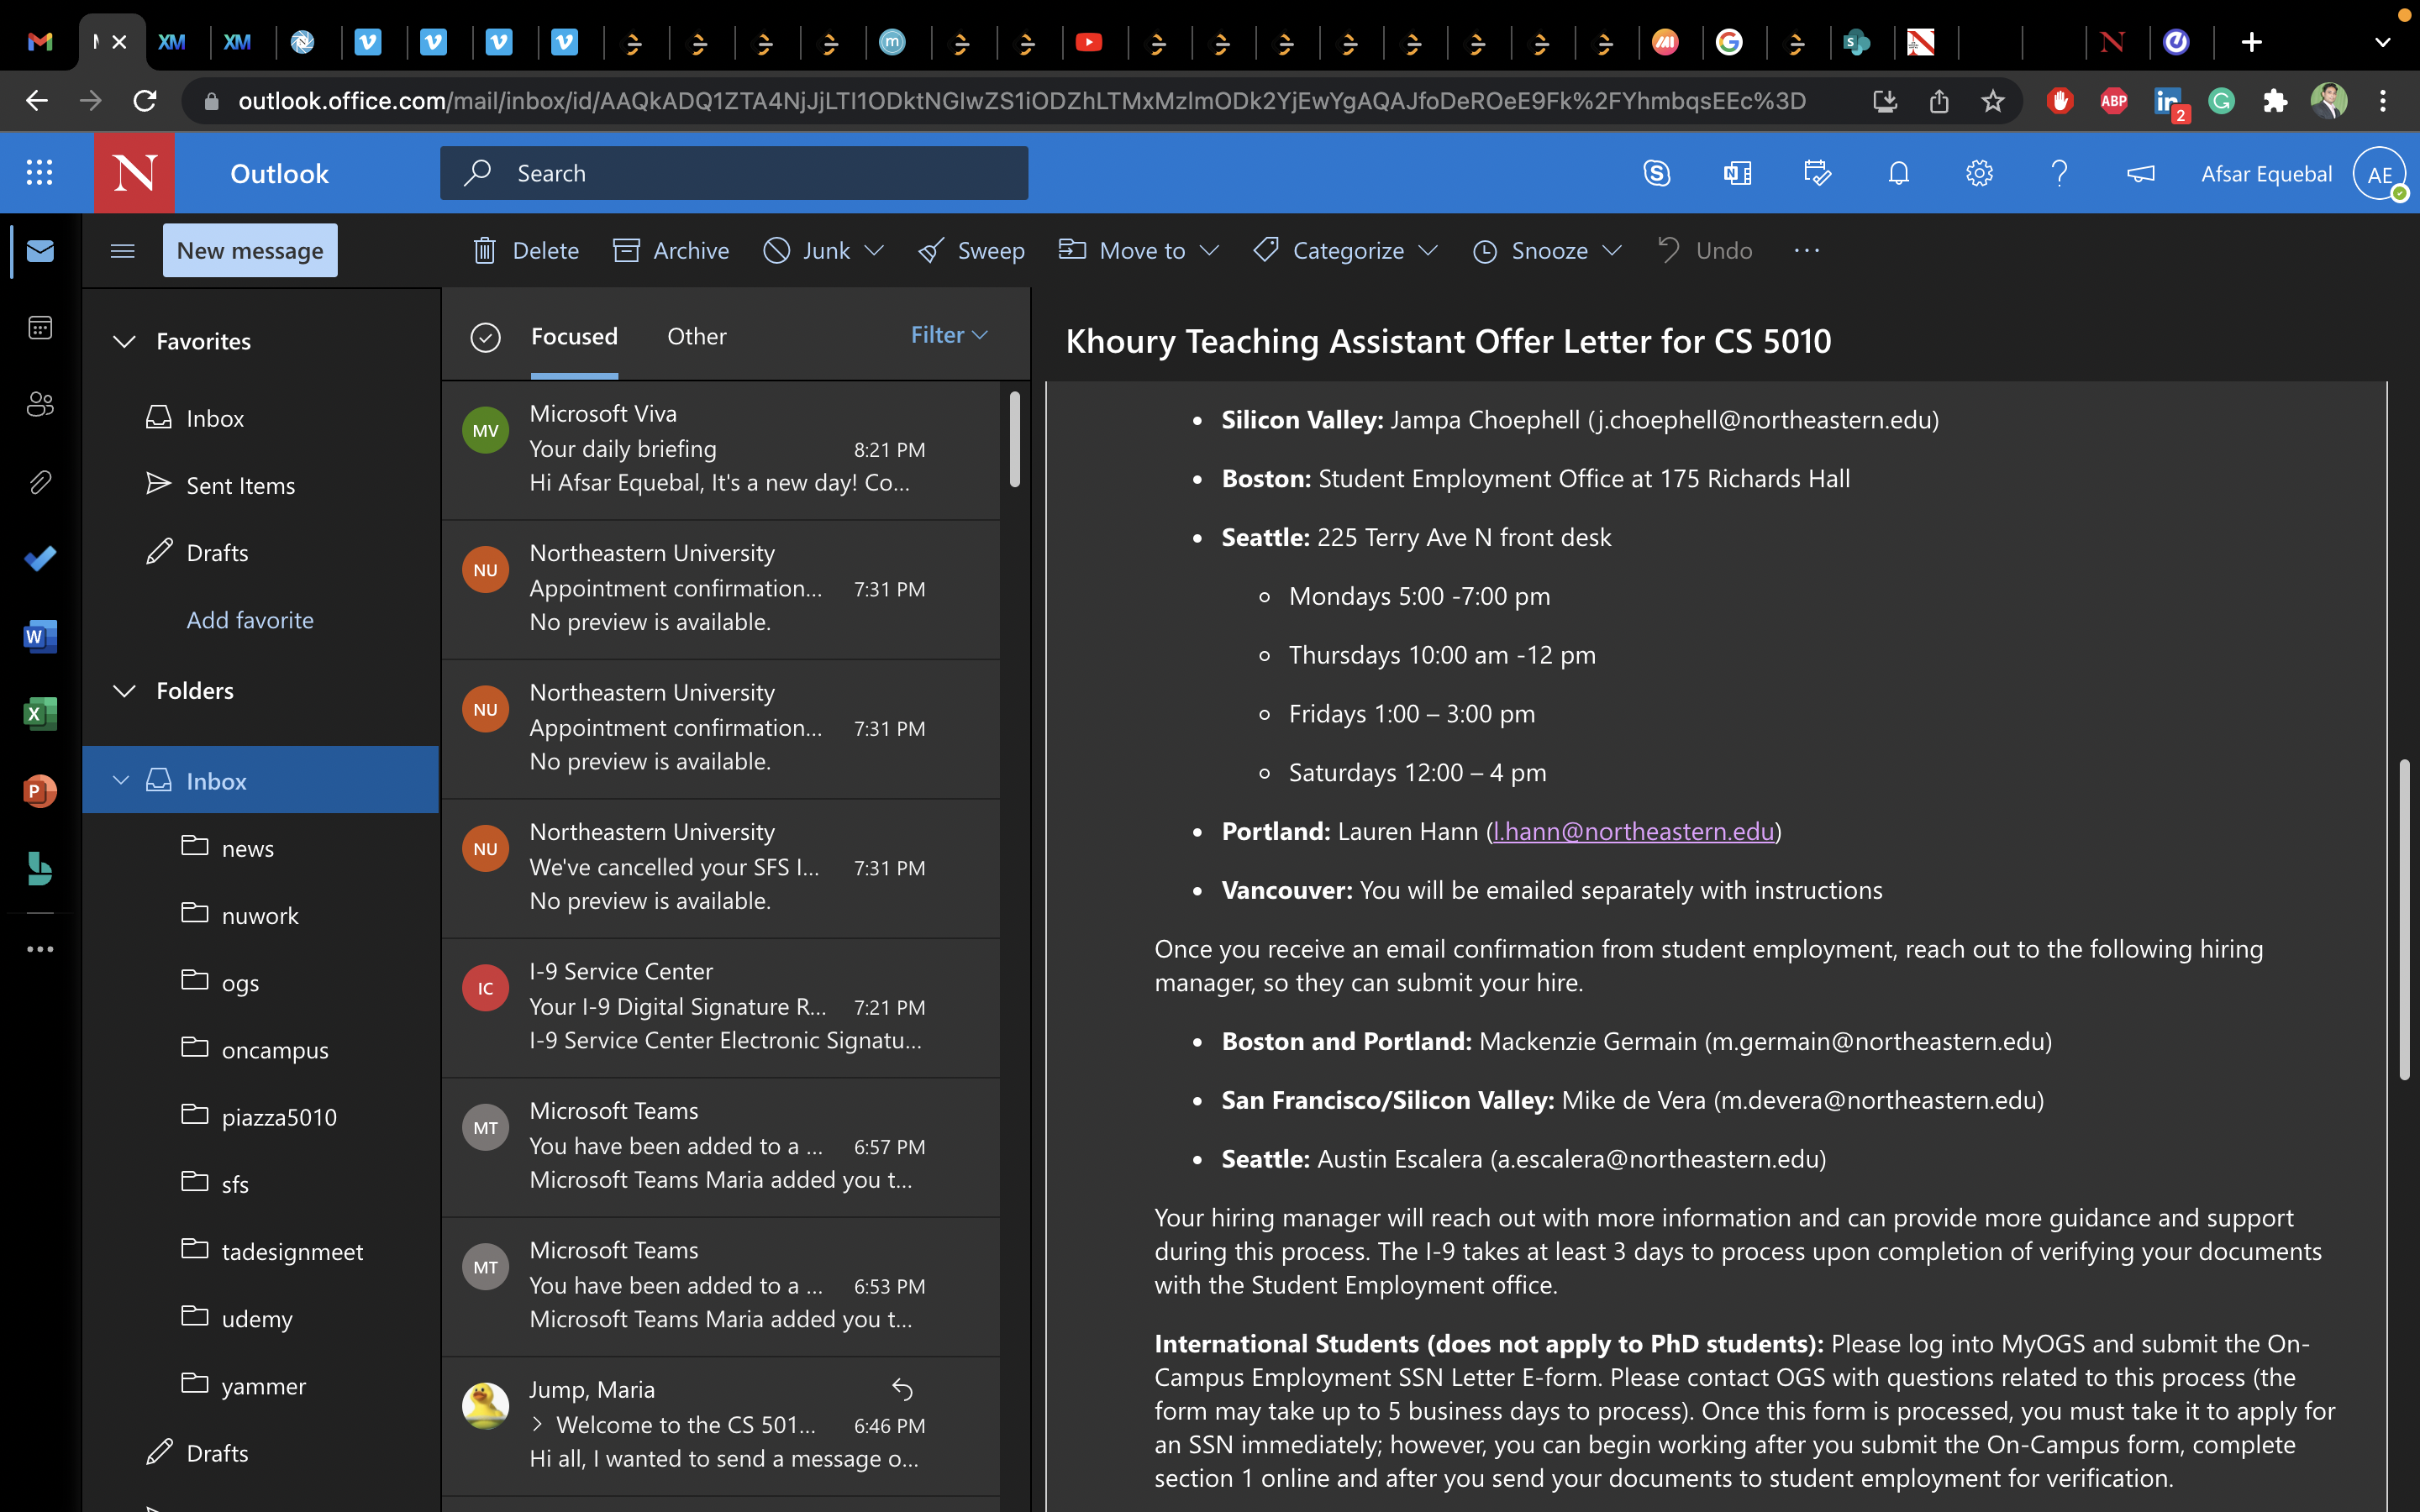 outlook.office.com/mail/inbox/id/AAQkADQ1ZTA4NjJjLTI1ODktNGIwZS1iODZhLTMxMzlmODk2YjEwYgAQAJfoDeROeE9Fk%2FYhmbqsEEc%3D
ABP
2
N
Outlook
Search
Afsar Equebal
AE
New message
Delete
Archive
Junk
Sweep
Move to
Categorize
Snooze
Undo
Favorites
Inbox
Sent Items
Drafts
Add favorite
Folders
Inbox
news
nuwork
ogs
oncampus
piazza5010
sfs
tadesignmeet
udemy
yammer
Drafts
Focused
Other
Filter
MV
Microsoft Viva
Your daily briefing 8:21 PM
Hi Afsar Equebal, It's a new day! Co...
NU
Northeastern University
Appointment confirmation... 7:31 PM
No preview is available.
NU
Northeastern University
Appointment confirmation... 7:31 PM
No preview is available.
NU
Northeastern University
We've cancelled your SFS I... 7:31 PM
No preview is available.
IC
I-9 Service Center
Your I-9 Digital Signature R... 7:21 PM
I-9 Service Center Electronic Signatu...
MT
Microsoft Teams
You have been added to a ... 6:57 PM
Microsoft Teams Maria added you t...
MT
Microsoft Teams
You have been added to a ... 6:53 PM
Microsoft Teams Maria added you t...
Jump, Maria
> Welcome to the CS 501... 6:46 PM
Hi all, I wanted to send a message o...
Khoury Teaching Assistant Offer Letter for CS 5010
• Silicon Valley: Jampa Choephell (j.choephell@northeastern.edu)
• Boston: Student Employment Office at 175 Richards Hall
• Seattle: 225 Terry Ave N front desk
○ Mondays 5:00 -7:00 pm
○ Thursdays 10:00 am -12 pm
○ Fridays 1:00 – 3:00 pm
○ Saturdays 12:00 – 4 pm
• Portland: Lauren Hann (l.hann@northeastern.edu)
• Vancouver: You will be emailed separately with instructions
Once you receive an email confirmation from student employment, reach out to the following hiring
manager, so they can submit your hire.
• Boston and Portland: Mackenzie Germain (m.germain@northeastern.edu)
• San Francisco/Silicon Valley: Mike de Vera (m.devera@northeastern.edu)
• Seattle: Austin Escalera (a.escalera@northeastern.edu)
Your hiring manager will reach out with more information and can provide more guidance and support
during this process. The I-9 takes at least 3 days to process upon completion of verifying your documents
with the Student Employment office.
International Students (does not apply to PhD students): Please log into MyOGS and submit the On-
Campus Employment SSN Letter E-form. Please contact OGS with questions related to this process (the
form may take up to 5 business days to process). Once this form is processed, you must take it to apply for
an SSN immediately; however, you can begin working after you submit the On-Campus form, complete
section 1 online and after you send your documents to student employment for verification.